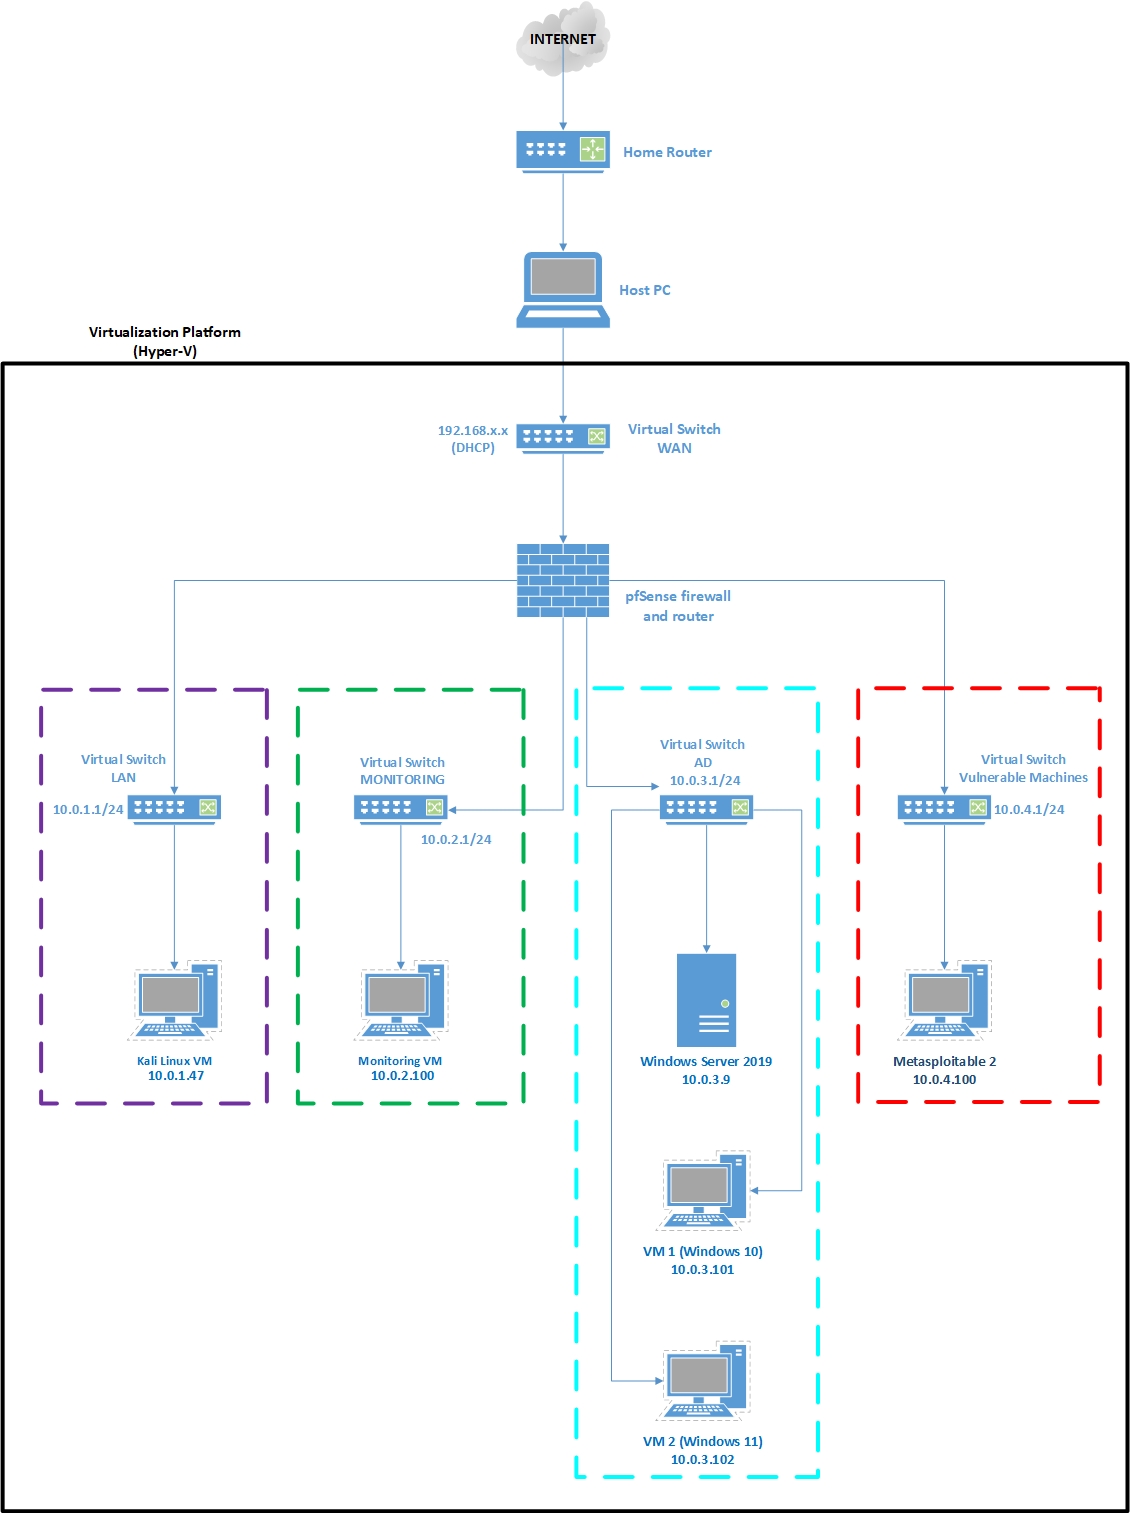 INTERNET
Home Router
Host PC
Virtualization Platform
(Hyper-V)
192.168.x.x
(DHCP)
Virtual Switch
WAN
pfSense firewall
and router
Virtual Switch
LAN
10.0.1.1/24
Kali Linux VM
10.0.1.47
Virtual Switch
MONITORING
10.0.2.1/24
Monitoring VM
10.0.2.100
Virtual Switch
AD
10.0.3.1/24
Windows Server 2019
10.0.3.9
VM 1 (Windows 10)
10.0.3.101
VM 2 (Windows 11)
10.0.3.102
Virtual Switch
Vulnerable Machines
10.0.4.1/24
Metasploitable 2
10.0.4.100